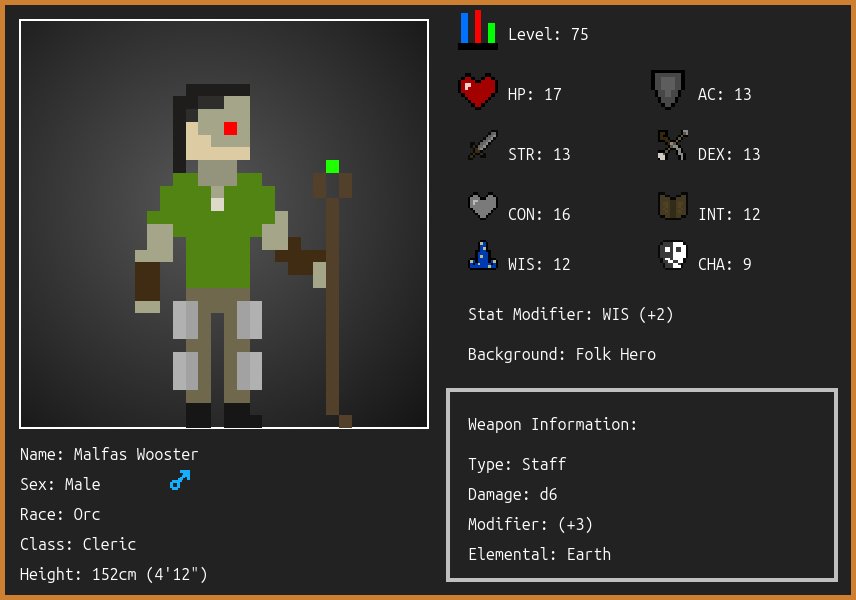 Level: 75
HP: 17
AC: 13
STR: 13
DEX: 13
CON: 16
INT: 12
WIS: 12
CHA: 9
Stat Modifier: WIS (+2)
Background: Folk Hero
Weapon Information:
Type: Staff
Damage: d6
Modifier: (+3)
Elemental: Earth
Name: Malfas Wooster
Sex: Male
Race: Orc
Class: Cleric
Height: 152cm (4'12")